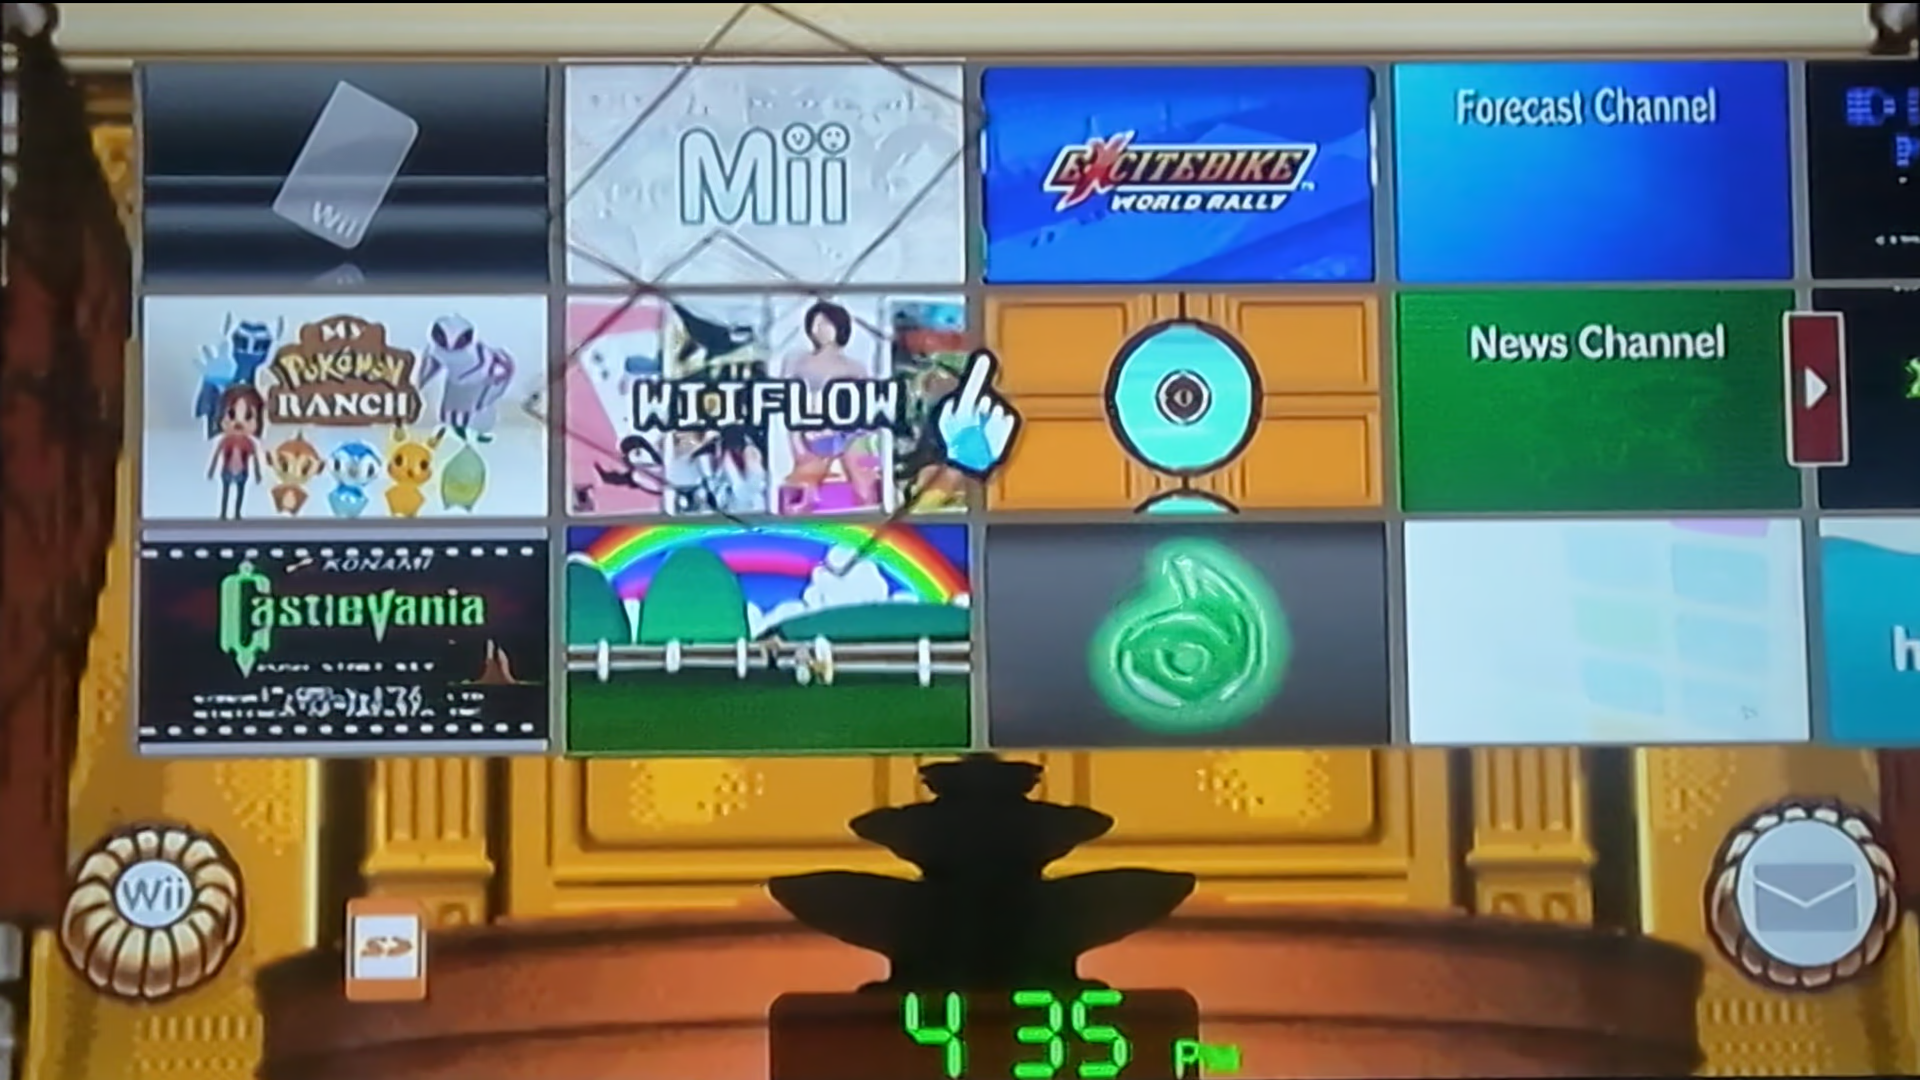 Wii
Mii
EXCITEBIKE
WORLD RALLY
Forecast Channel
MY
POKéMON
RANCH
WIIFLOW
News Channel
KONAMI
Castlevania
h
Wii
SD
4 35 PM